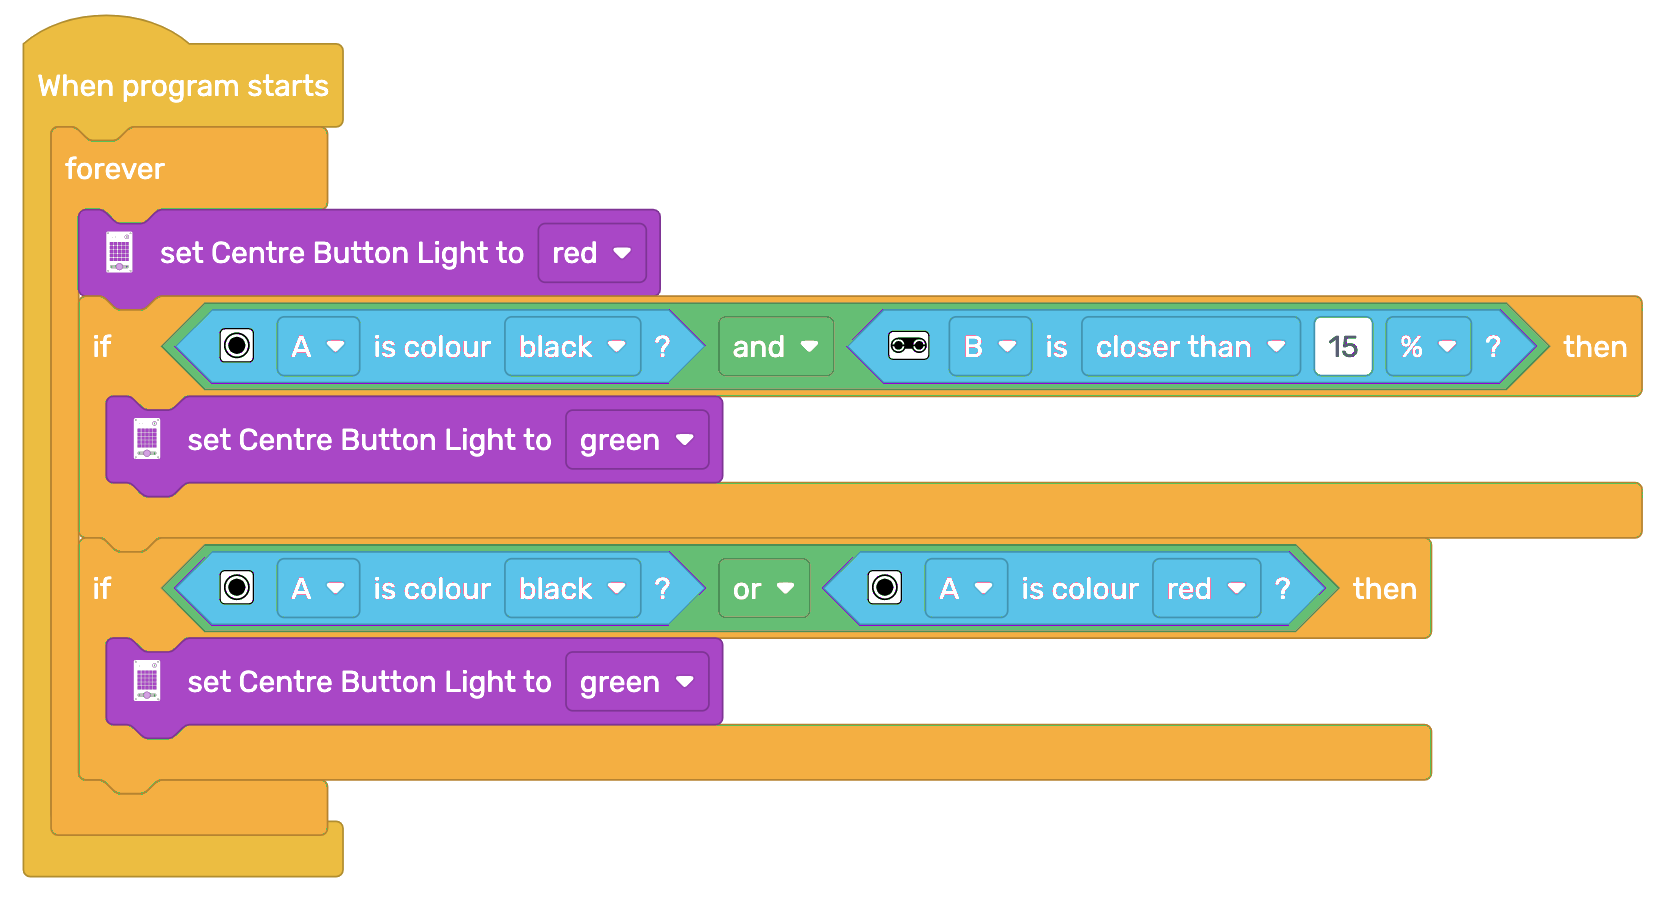 When program starts
forever
set Centre Button Light to red
if A is colour black ? and B is closer than 15 % ? then
set Centre Button Light to green
if A is colour black ? or A is colour red ? then
set Centre Button Light to green